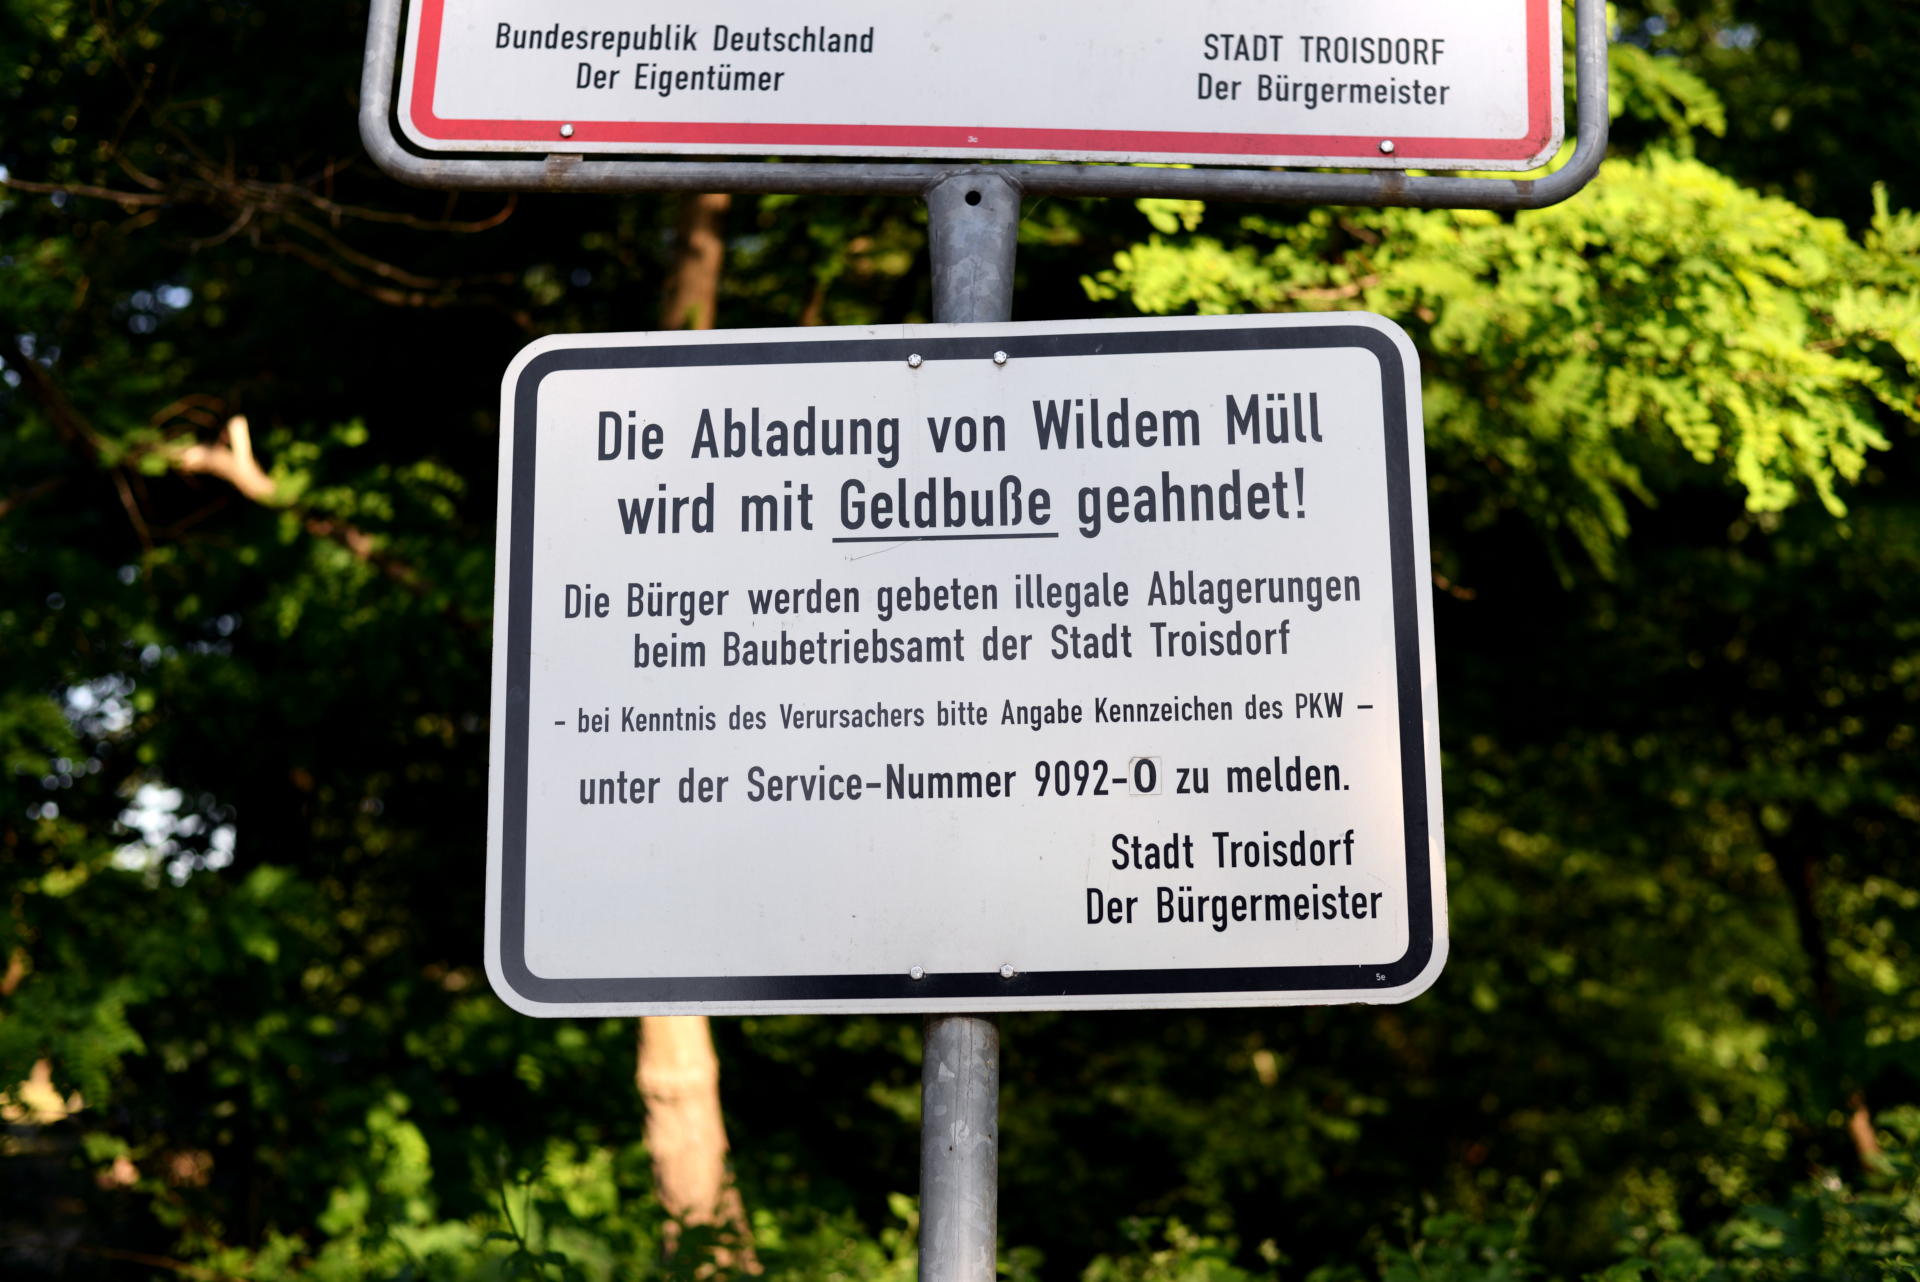 Bundesrepublik Deutschland
Der Eigentümer
STADT TROISDORF
Der Bürgermeister
3c
Die Abladung von Wildem Müll
wird mit Geldbuße geahndet!
Die Bürger werden gebeten illegale Ablagerungen
beim Baubetriebsamt der Stadt Troisdorf
– bei Kenntnis des Verursachers bitte Angabe Kennzeichen des PKW –
unter der Service-Nummer 9092-0 zu melden.
Stadt Troisdorf
Der Bürgermeister
5e